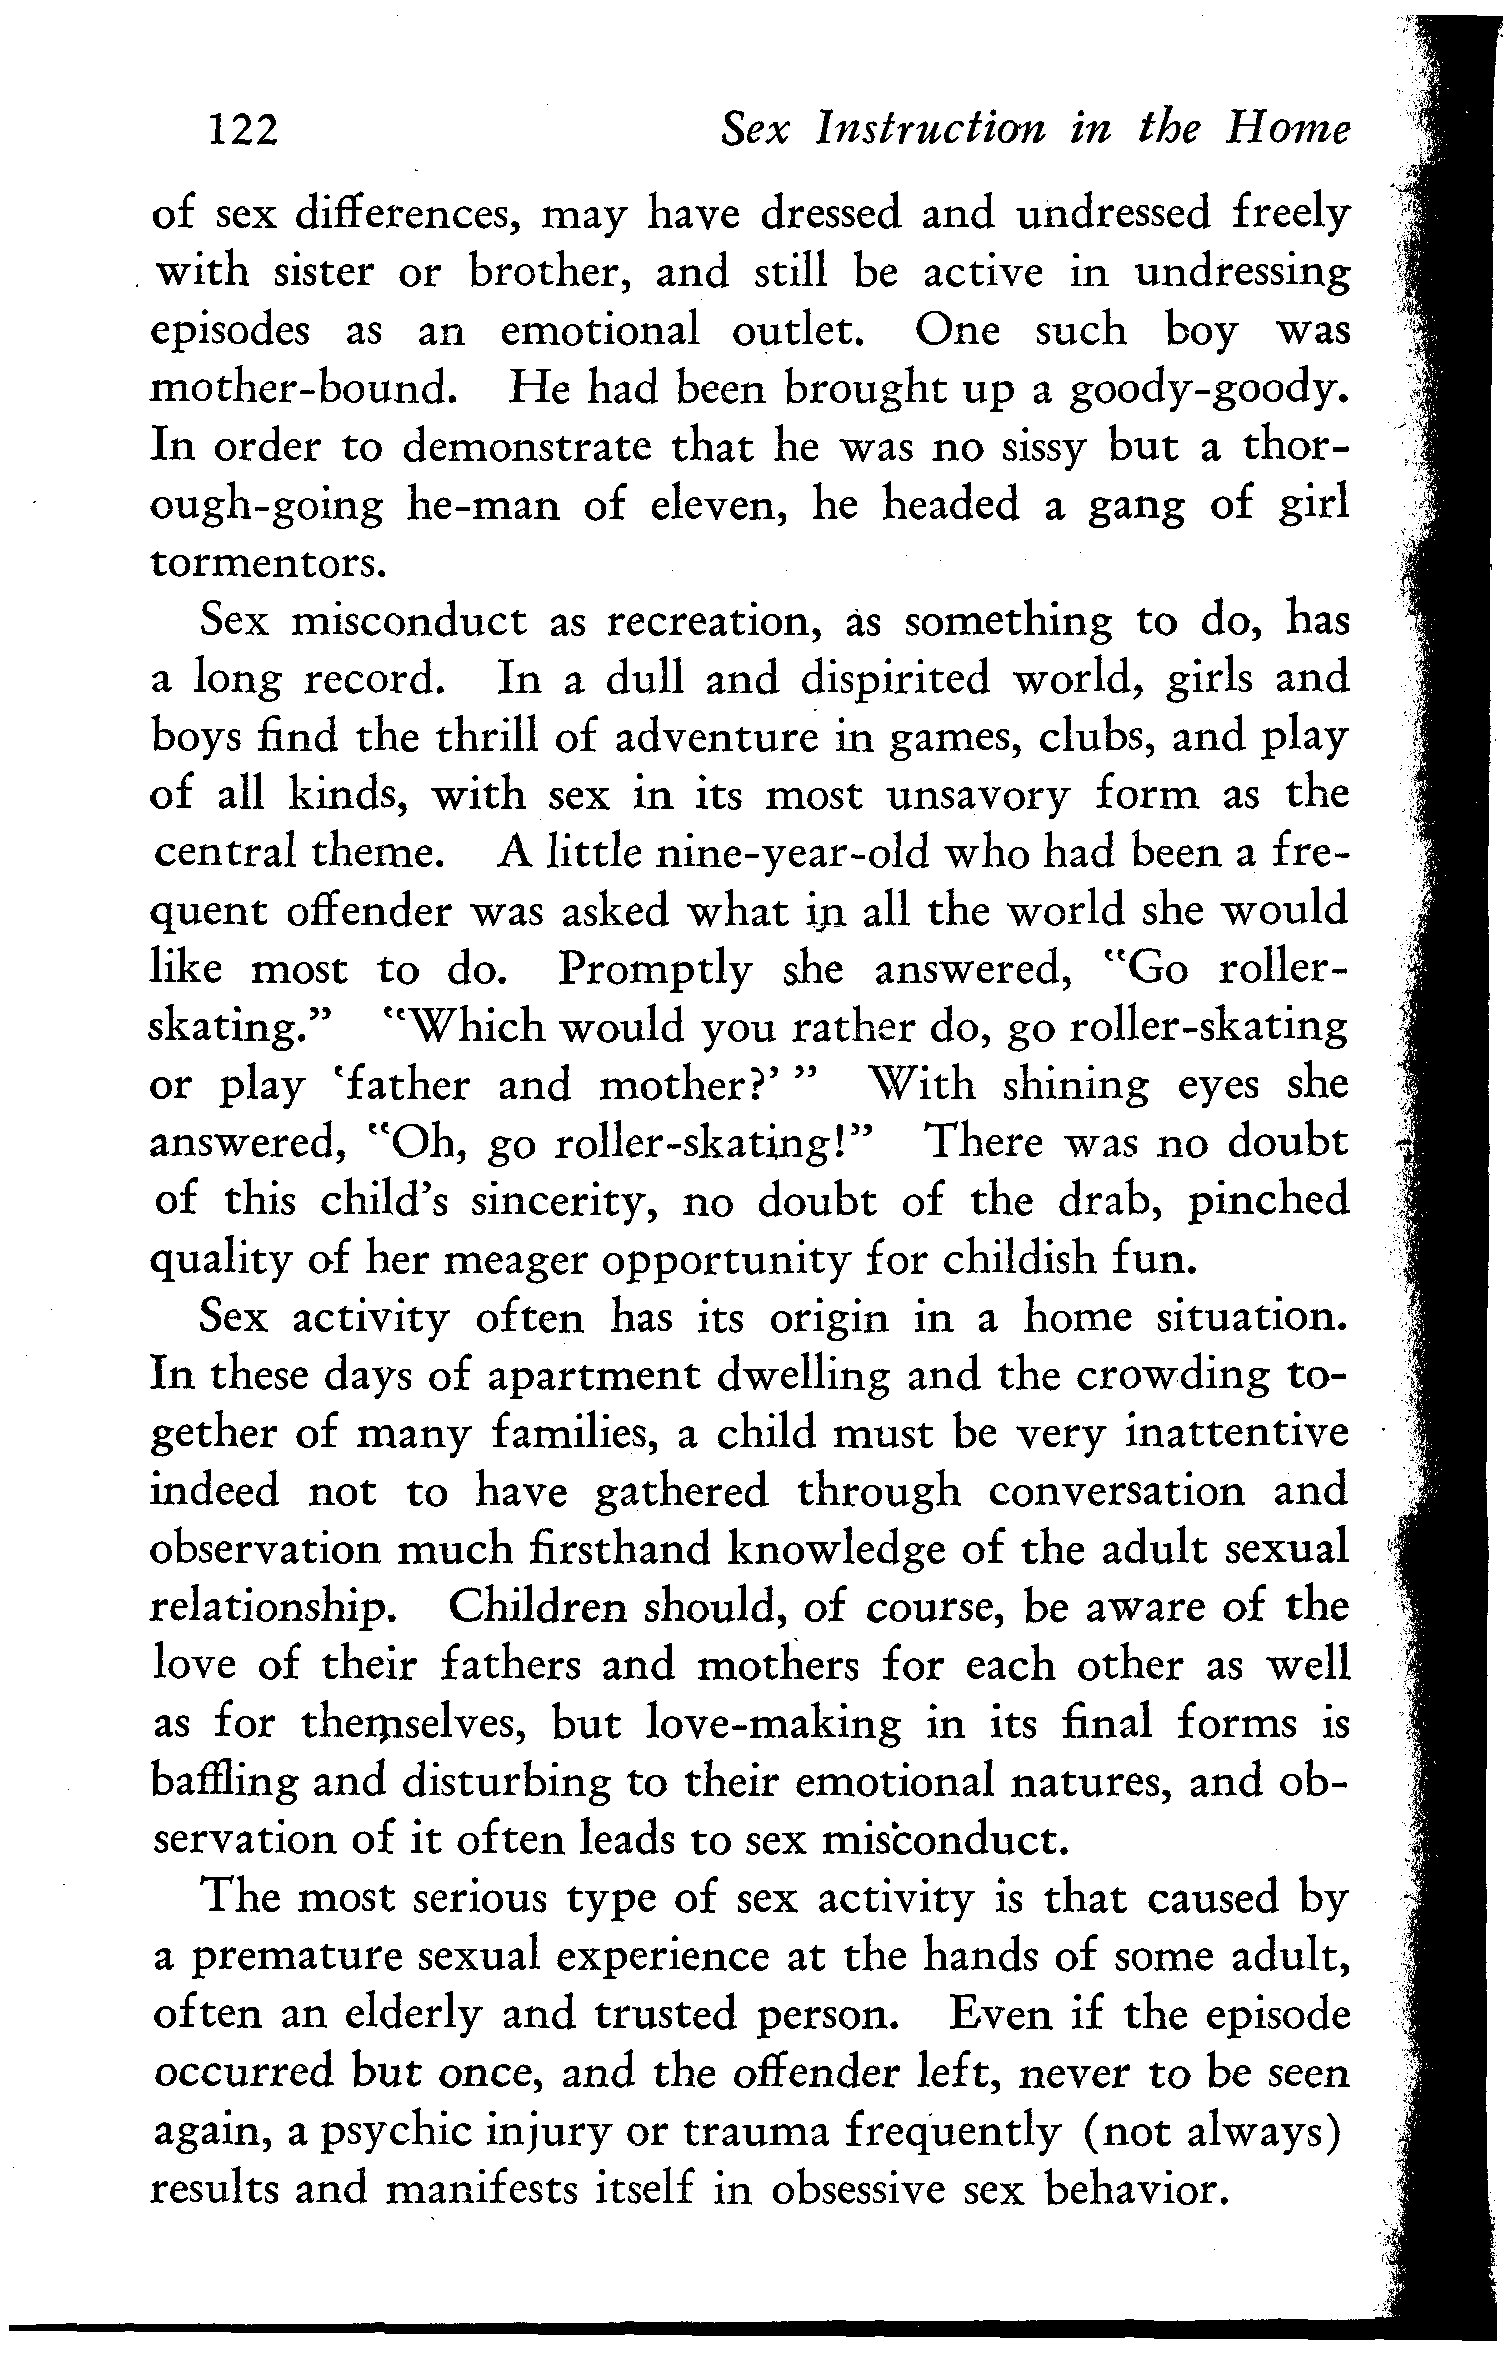 122 Sex Instruction in the Home
of sex differences, may have dressed and undressed freely
with sister or brother, and still be active in undressing
episodes as an emotional outlet. One such boy was
mother-bound. He had been brought up a goody-goody.
In order to demonstrate that he was no sissy but a thor-
ough-going he-man of eleven, he headed a gang of girl
tormentors.
Sex misconduct as recreation, as something to do, has
a long record. In a dull and dispirited world, girls and
boys find the thrill of adventure in games, clubs, and play
of all kinds, with sex in its most unsavory form as the
central theme. A little nine-year-old who had been a fre-
quent offender was asked what in all the world she would
like most to do. Promptly she answered, "Go roller-
skating." "Which would you rather do, go roller-skating
or play 'father and mother?' " With shining eyes she
answered, "Oh, go roller-skating!" There was no doubt
of this child's sincerity, no doubt of the drab, pinched
quality of her meager opportunity for childish fun.
Sex activity often has its origin in a home situation.
In these days of apartment dwelling and the crowding to-
gether of many families, a child must be very inattentive
indeed not to have gathered through conversation and
observation much firsthand knowledge of the adult sexual
relationship. Children should, of course, be aware of the
love of their fathers and mothers for each other as well
as for themselves, but love-making in its final forms is
baffling and disturbing to their emotional natures, and ob-
servation of it often leads to sex misconduct.
The most serious type of sex activity is that caused by
a premature sexual experience at the hands of some adult,
often an elderly and trusted person. Even if the episode
occurred but once, and the offender left, never to be seen
again, a psychic injury or trauma frequently (not always)
results and manifests itself in obsessive sex behavior.